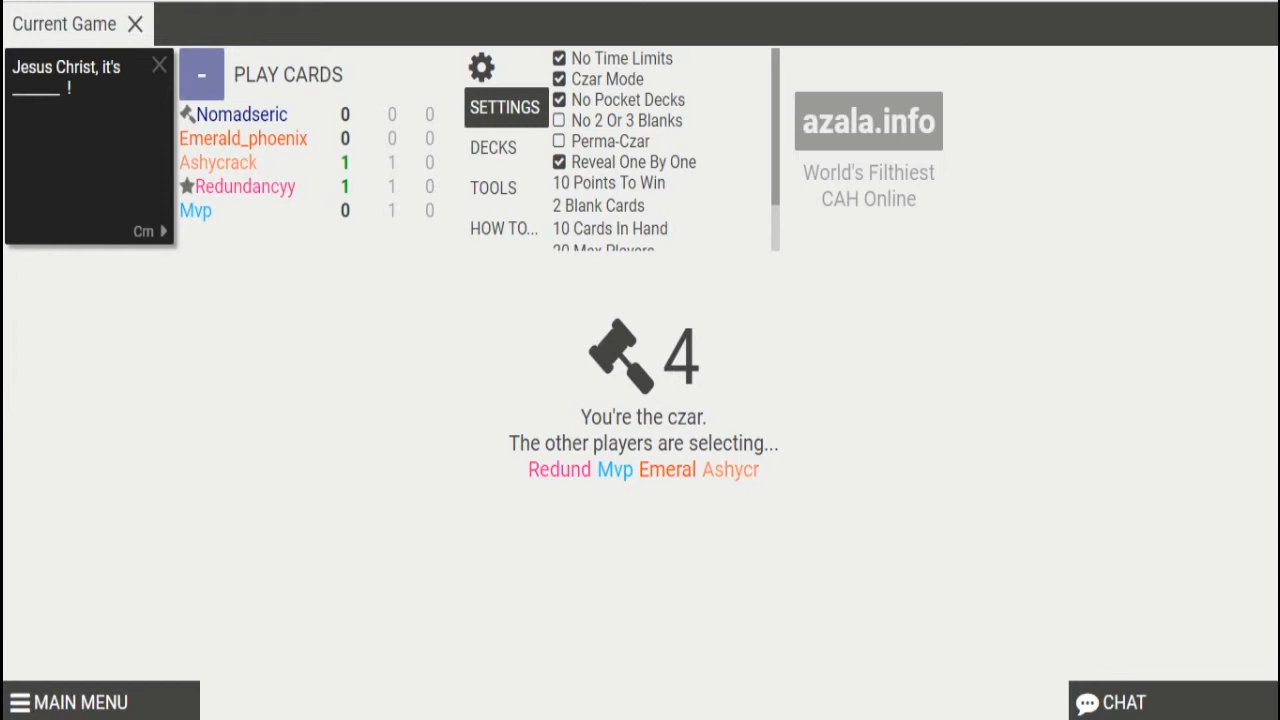 Current Game
Jesus Christ, it's
______ !
Cm
- PLAY CARDS
Nomadseric 0 0 0
Emerald_phoenix 0 0 0
Ashycrack 1 1 0
Redundancyy 1 1 0
Mvp 0 1 0
SETTINGS
DECKS
TOOLS
HOW TO...
No Time Limits
Czar Mode
No Pocket Decks
No 2 Or 3 Blanks
Perma-Czar
Reveal One By One
10 Points To Win
2 Blank Cards
10 Cards In Hand
20 Max Players
azala.info
World's Filthiest
CAH Online
4
You're the czar.
The other players are selecting...
Redund Mvp Emeral Ashycr
MAIN MENU
CHAT